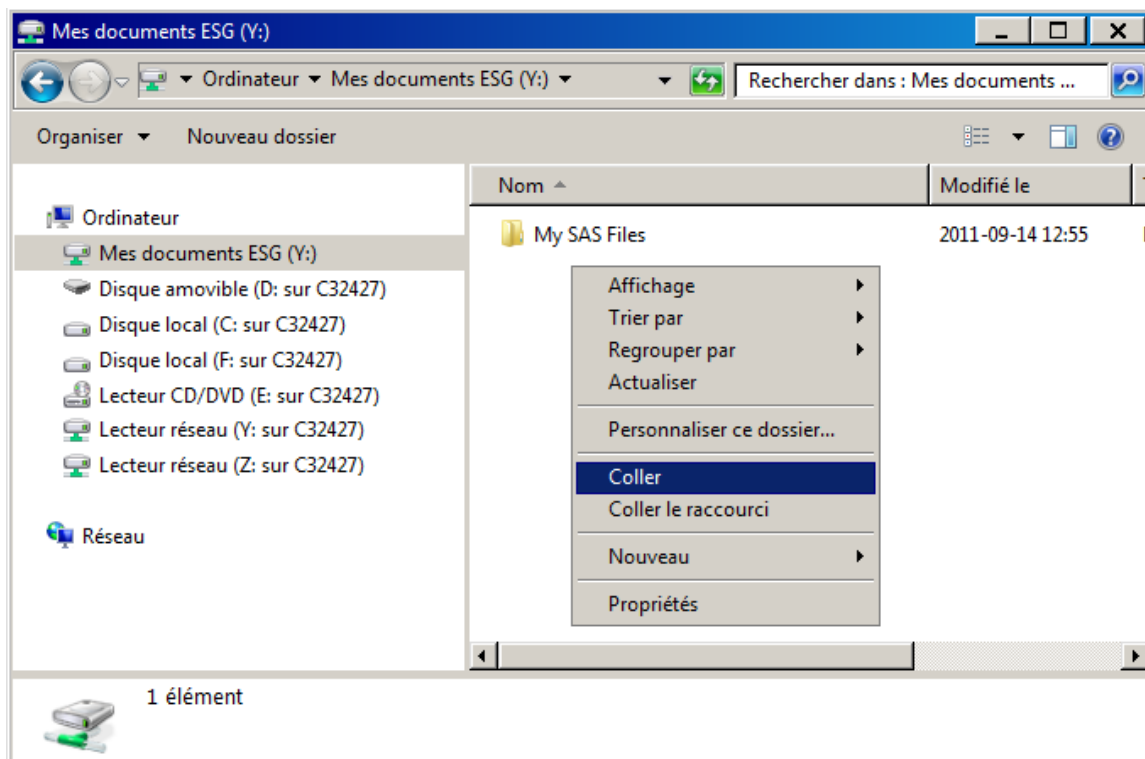 Mes documents ESG (Y:)
Ordinateur Mes documents ESG (Y:)
Rechercher dans : Mes documents ...
Organiser Nouveau dossier
Nom Modifié le
Ordinateur
Mes documents ESG (Y:)
Disque amovible (D: sur C32427)
Disque local (C: sur C32427)
Disque local (F: sur C32427)
Lecteur CD/DVD (E: sur C32427)
Lecteur réseau (Y: sur C32427)
Lecteur réseau (Z: sur C32427)
Réseau
My SAS Files 2011-09-14 12:55
Affichage
Trier par
Regrouper par
Actualiser
Personnaliser ce dossier...
Coller
Coller le raccourci
Nouveau
Propriétés
1 élément